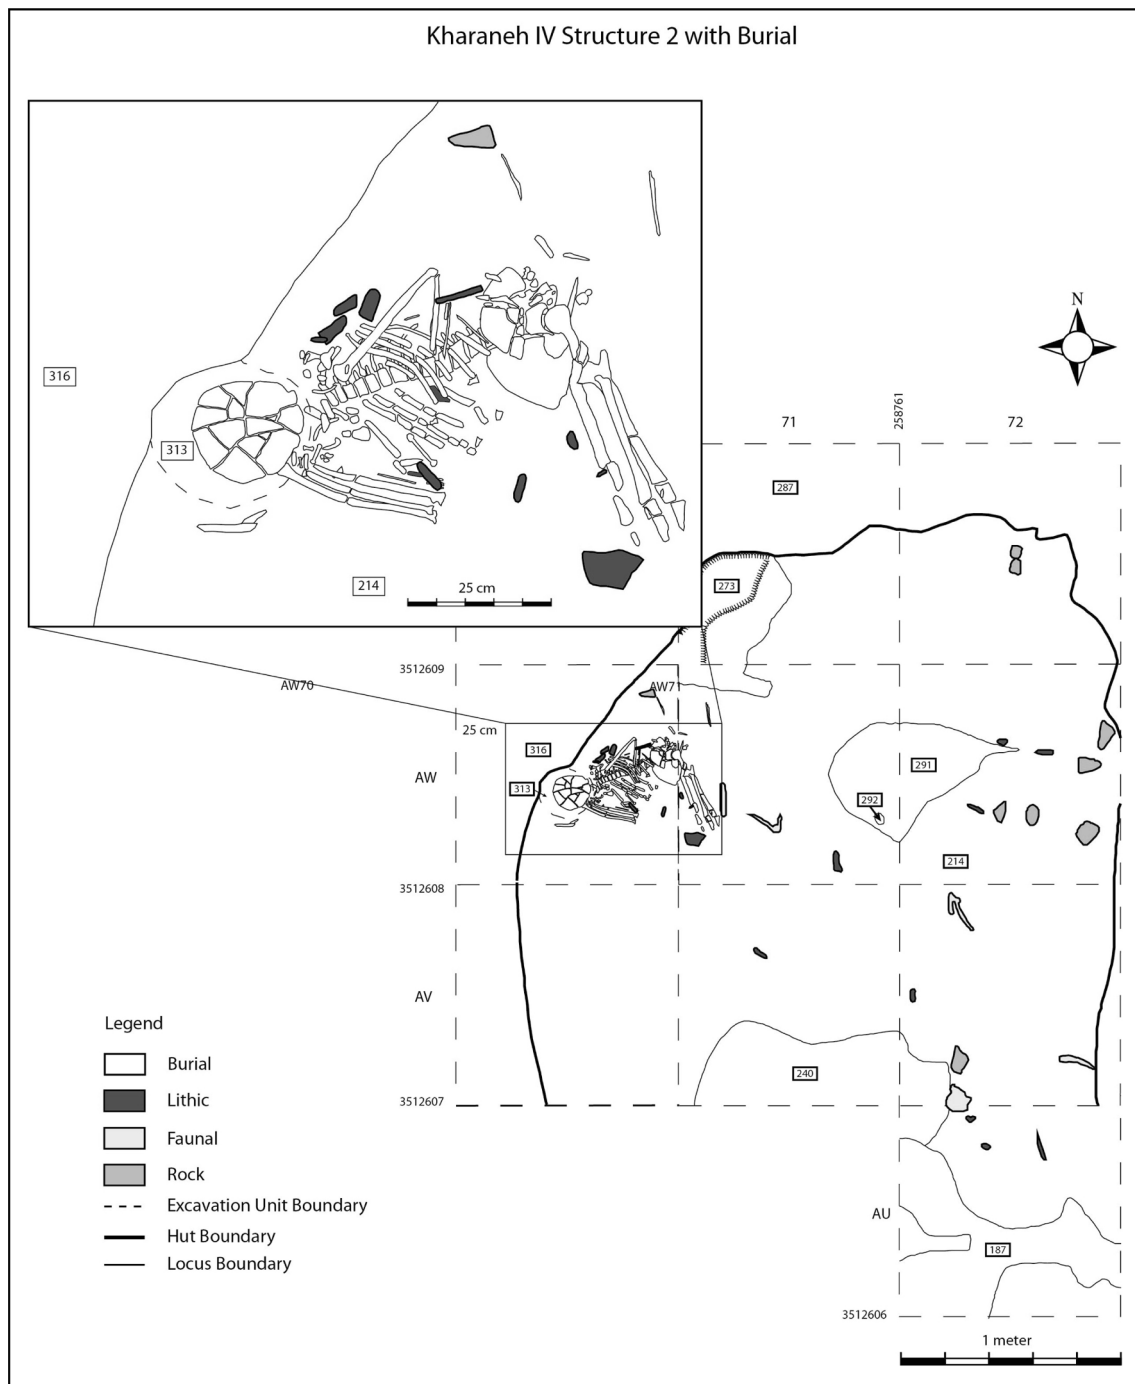 Kharaneh IV Structure 2 with Burial
316
313
214
25 cm
N
71
258761
72
287
273
3512609
AW70
AW71
25 cm
316
AW
313
291
292
214
3512608
AV
240
3512607
Legend
Burial
Lithic
Faunal
Rock
Excavation Unit Boundary
Hut Boundary
Locus Boundary
AU
187
3512606
1 meter